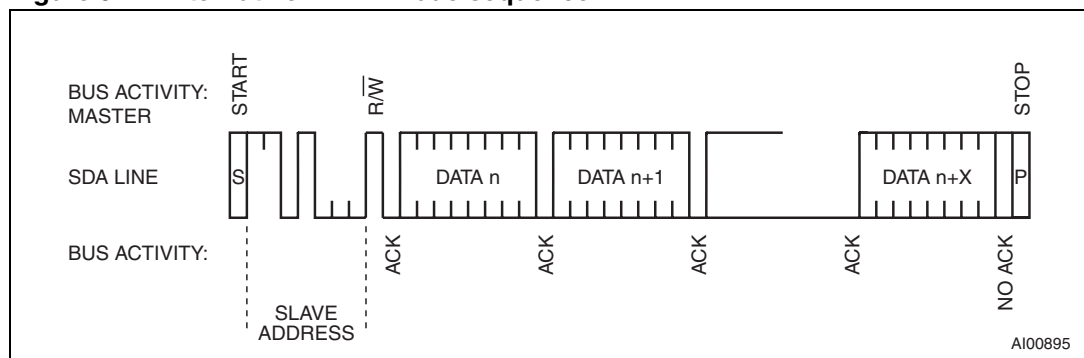 START
R/W
STOP
BUS ACTIVITY:
MASTER
SDA LINE
S
DATA n
DATA n+1
DATA n+X
P
BUS ACTIVITY:
ACK
ACK
ACK
ACK
NO ACK
SLAVE
ADDRESS
AI00895